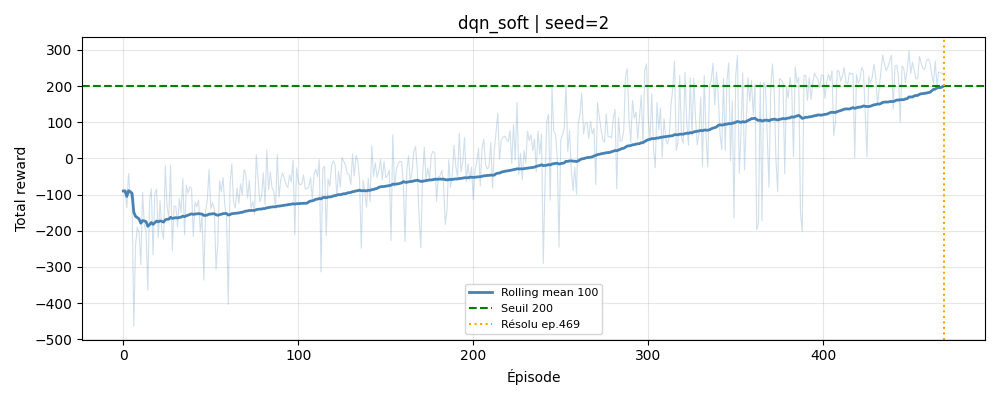 dqn_soft | seed=2
Total reward
300
200
100
0
−100
−200
−300
−400
−500
Rolling mean 100
Seuil 200
Résolu ep.469
0
100
200
300
400
Épisode